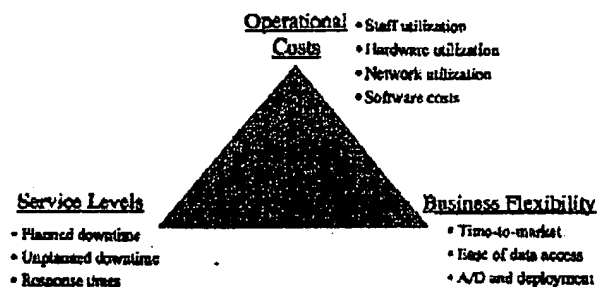 Operational
Costs
• Staff utilization
• Hardware utilization
• Network utilization
• Software costs
Service Levels
• Planned downtime
• Unplanned downtime
• Response times
Business Flexibility
• Time-to-market
• Ease of data access
• A/D and deployment